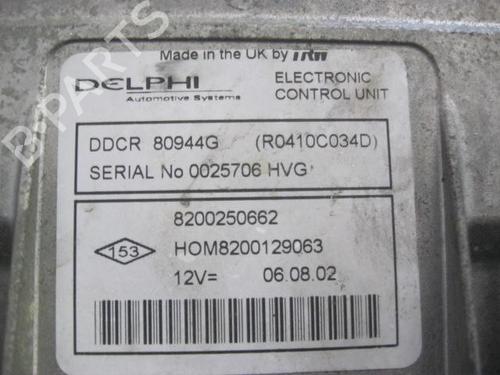 Made in the UK by TRW
DELPHI
Automotive Systems
ELECTRONIC
CONTROL UNIT
DDCR 80944G (R0410C034D)
SERIAL No 0025706 HVG
8200250662
153
HOM8200129063
12V= 06.08.02
B-PARTS